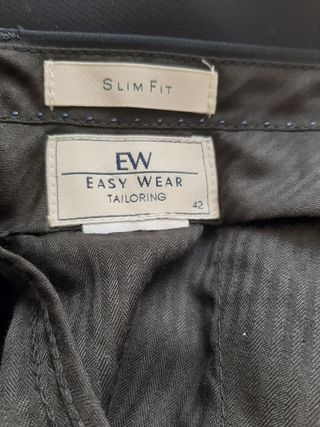 SLIM FIT
EW
EASY WEAR
TAILORING
42